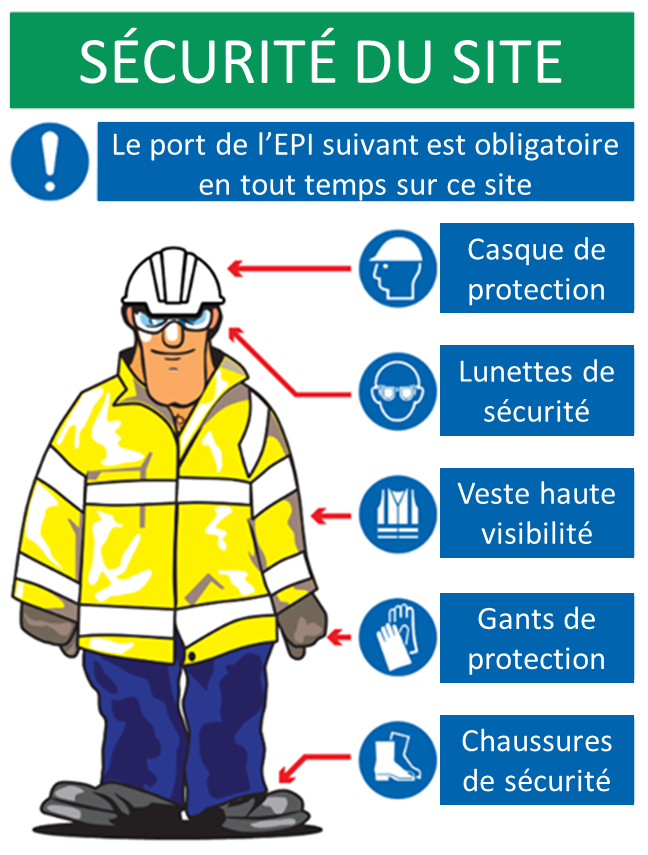 SÉCURITÉ DU SITE
Le port de l’EPI suivant est obligatoire
en tout temps sur ce site
Casque de
protection
Lunettes de
sécurité
Veste haute
visibilité
Gants de
protection
Chaussures
de sécurité